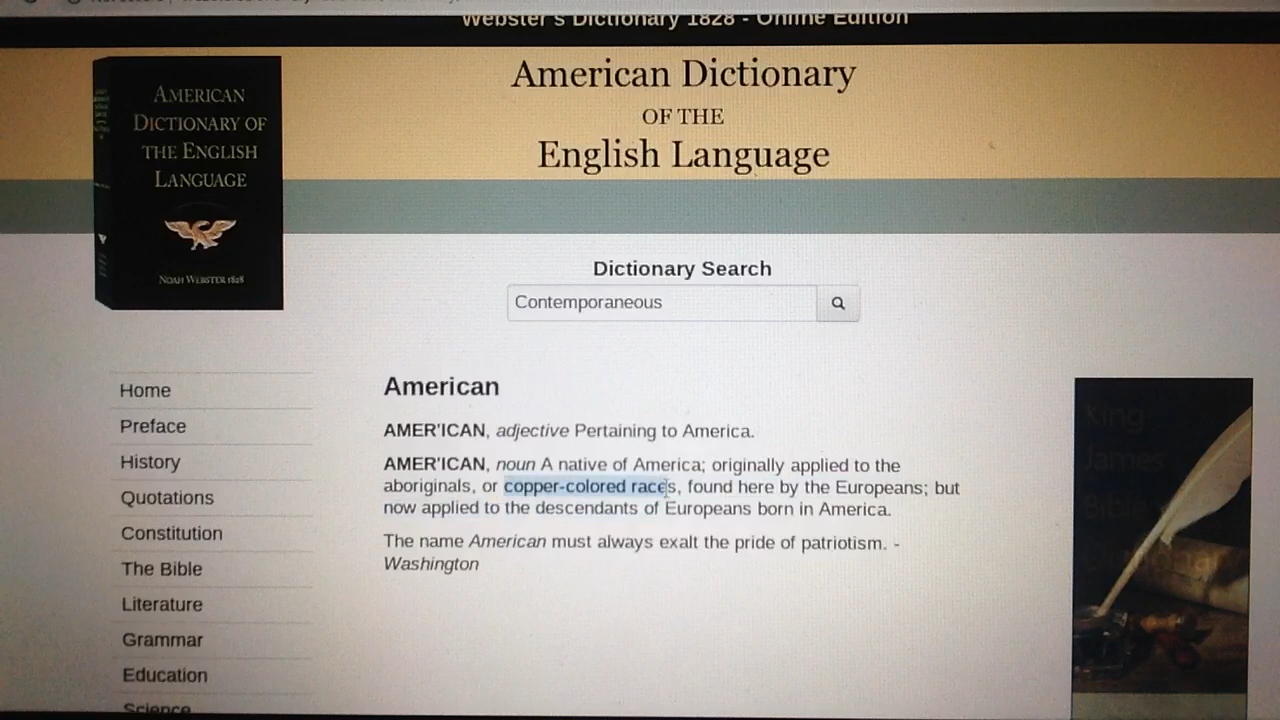 Webster's Dictionary 1828 - Online Edition
AMERICAN
DICTIONARY OF
THE ENGLISH
LANGUAGE
NOAH WEBSTER 1828
American Dictionary
OF THE
English Language
Dictionary Search
Contemporaneous
Home
Preface
History
Quotations
Constitution
The Bible
Literature
Grammar
Education
Science
American
AMER'ICAN, adjective Pertaining to America.
AMER'ICAN, noun A native of America; originally applied to the
aboriginals, or copper-colored races, found here by the Europeans; but
now applied to the descendants of Europeans born in America.
The name American must always exalt the pride of patriotism. -
Washington
King
James
Bible